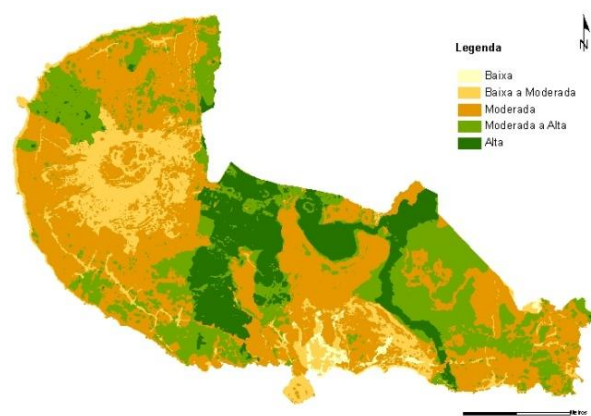 N
Legenda
Baixa
Baixa a Moderada
Moderada
Moderada a Alta
Alta